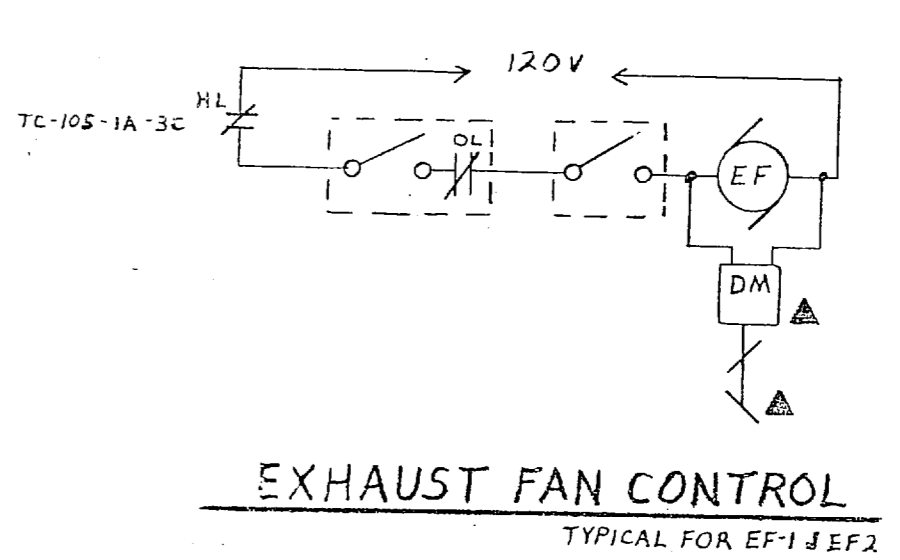 120V
HL
TC-105-1A-3C
OL
EF
DM
EXHAUST FAN CONTROL
TYPICAL FOR EF-1 & EF2